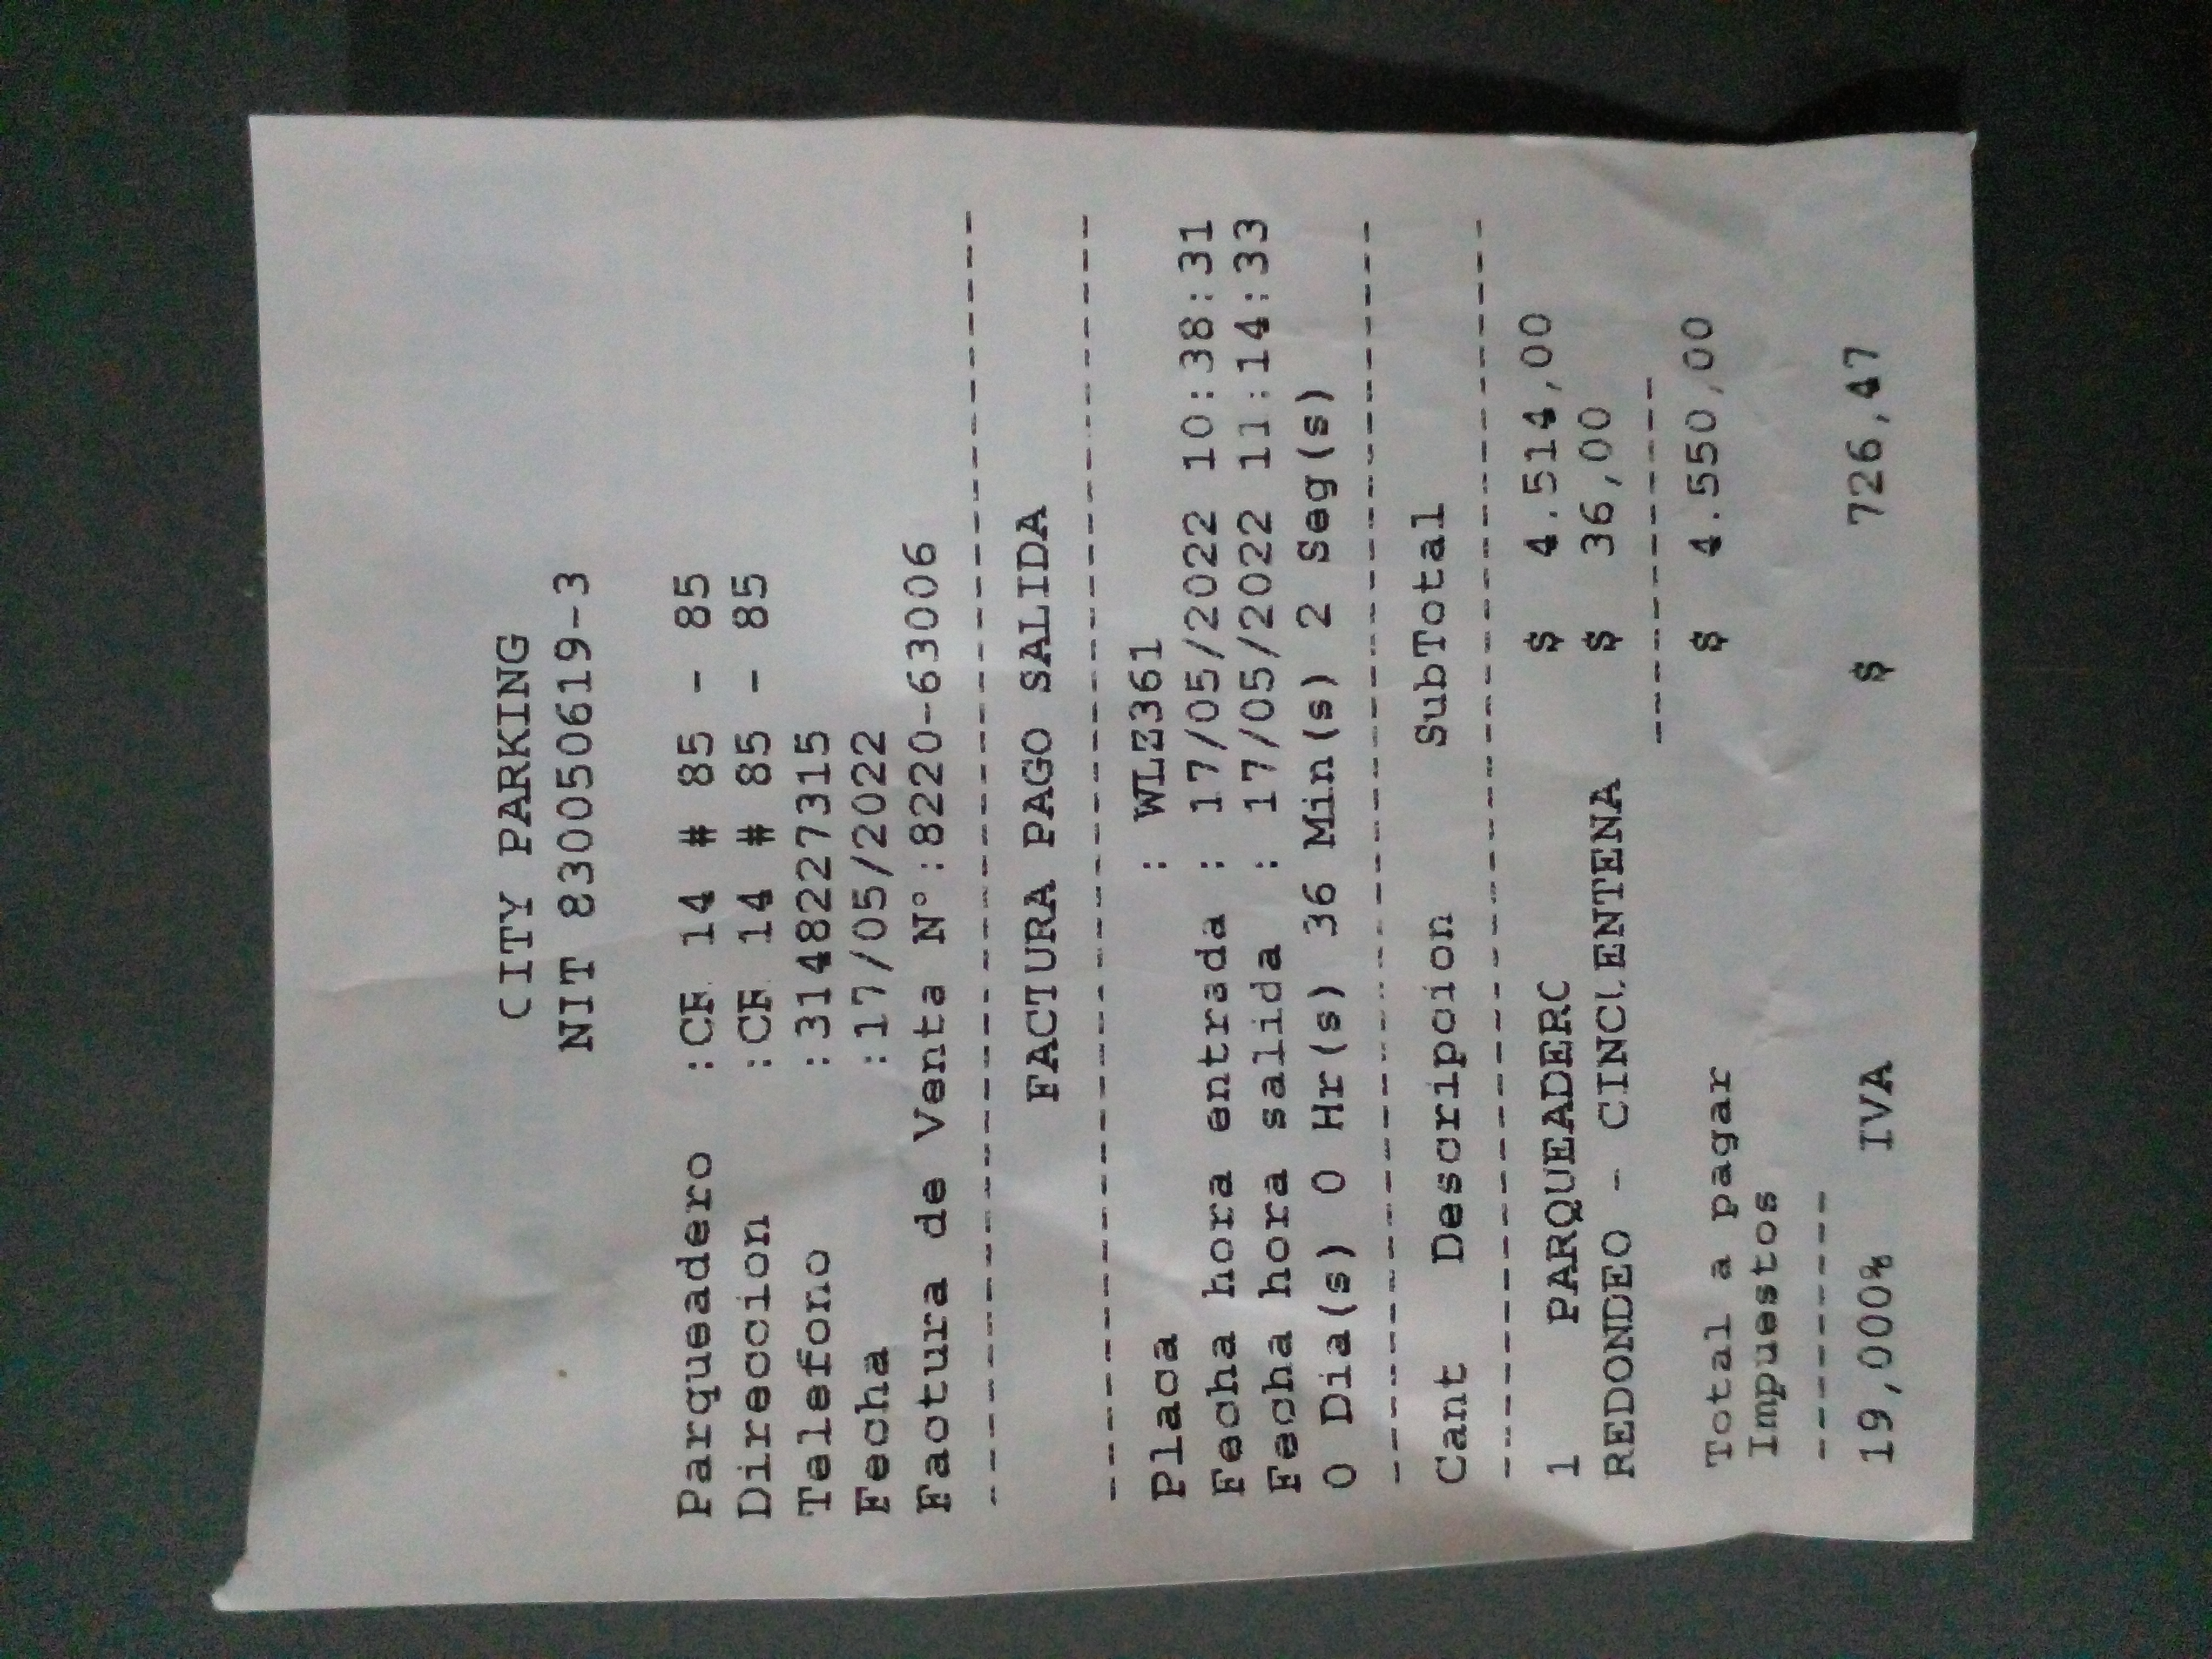 CITY PARKING
NIT 830050619-3
Parqueadero :CR 14 # 85 - 85
Direccion :CR 14 # 85 - 85
Telefono :3148227315
Fecha :17/05/2022
Factura de Venta N°:8220-63006
FACTURA PAGO SALIDA
Placa : WLZ361
Fecha hora entrada : 17/05/2022 10:38:31
Fecha hora salida : 17/05/2022 11:14:33
0 Dia(s) 0 Hr(s) 36 Min(s) 2 Seg(s)
Cant Descripcion SubTotal
1 PARQUEADERO $ 4.514,00
REDONDEO - CINCUENTENA $ 36,00
Total a pagar $ 4.550,00
Impuestos
19,000% IVA $ 726,47